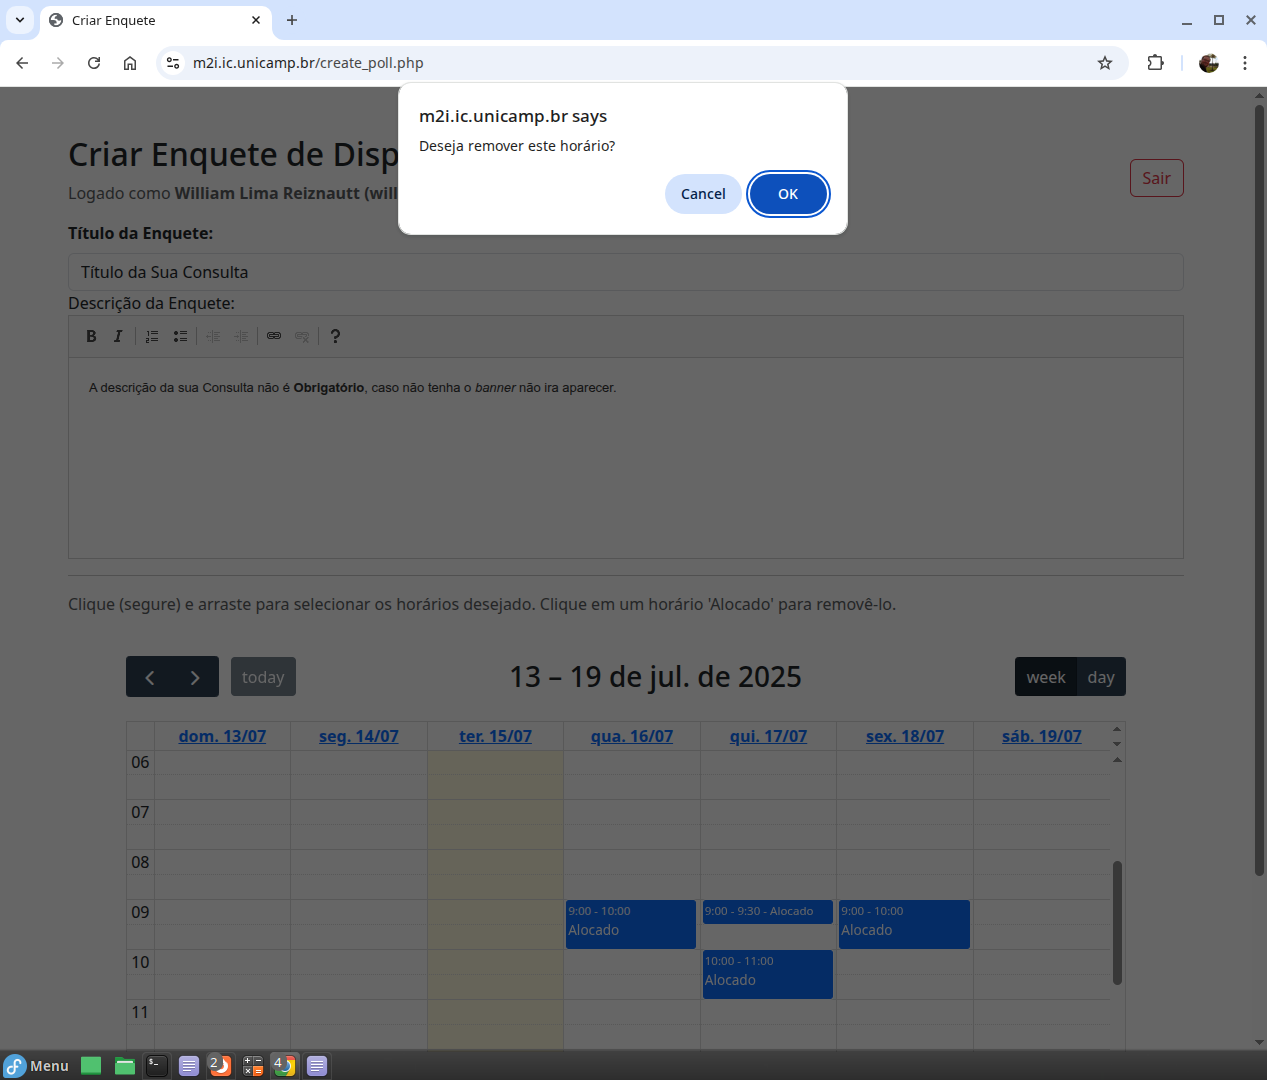 Criar Enquete
m2i.ic.unicamp.br/create_poll.php
m2i.ic.unicamp.br says
Deseja remover este horário?
Cancel
OK
Criar Enquete de Disp
Sair
Logado como William Lima Reiznautt (will
Título da Enquete:
Título da Sua Consulta
Descrição da Enquete:
B I ?
A descrição da sua Consulta não é Obrigatório, caso não tenha o banner não ira aparecer.
Clique (segure) e arraste para selecionar os horários desejado. Clique em um horário 'Alocado' para removê-lo.
today
13 – 19 de jul. de 2025
week
day
dom. 13/07
seg. 14/07
ter. 15/07
qua. 16/07
qui. 17/07
sex. 18/07
sáb. 19/07
06
07
08
09
9:00 - 10:00
Alocado
9:00 - 9:30 - Alocado
9:00 - 10:00
Alocado
10
10:00 - 11:00
Alocado
11
Menu
2
4